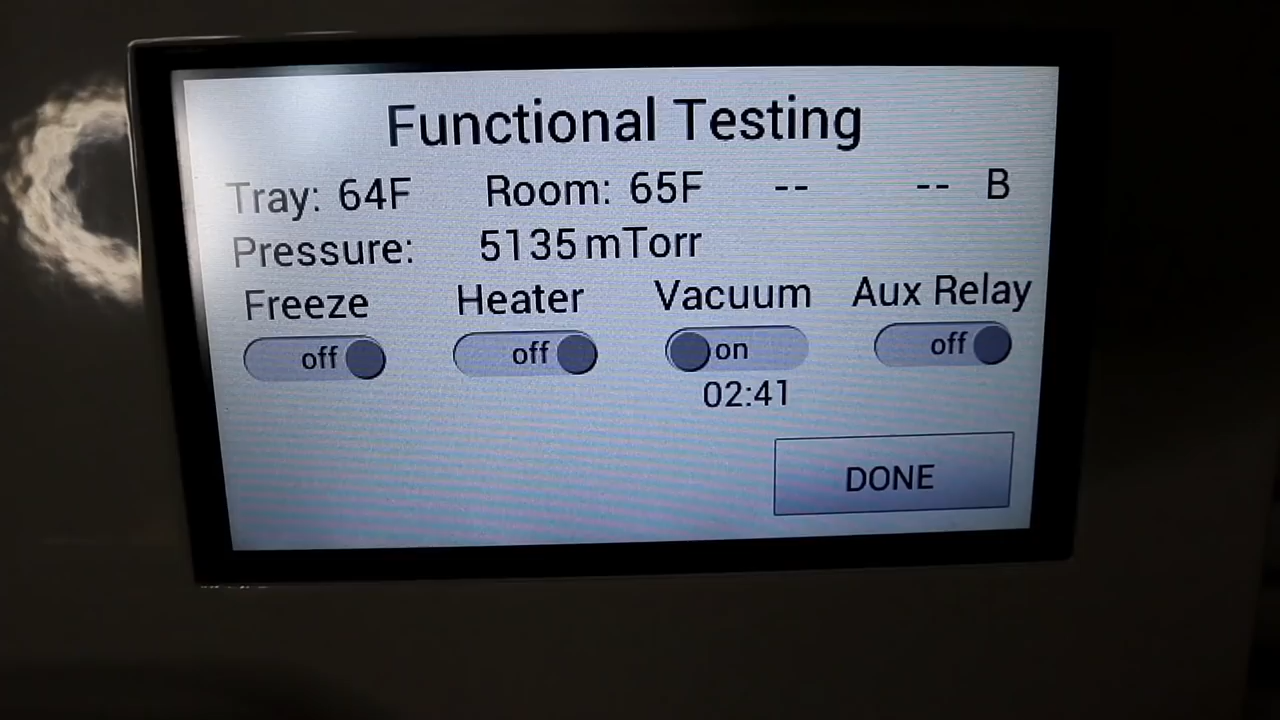 Functional Testing
Tray: 64F Room: 65F -- -- B
Pressure: 5135 mTorr
Freeze Heater Vacuum Aux Relay
off off on off
02:41
DONE